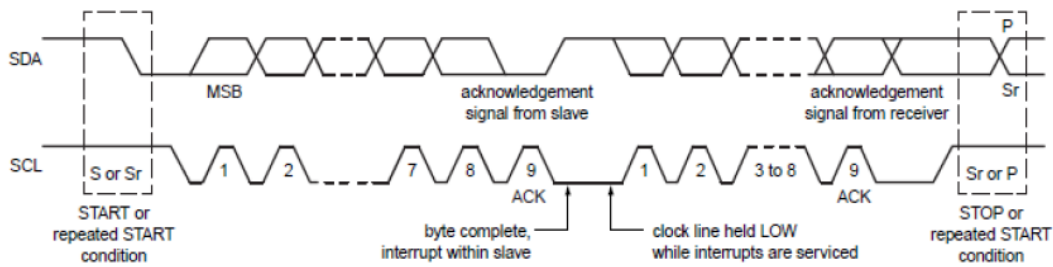 SDA
MSB
acknowledgement
signal from slave
acknowledgement
signal from receiver
P
Sr
SCL
S or Sr
1
2
7
8
9
ACK
1
2
3 to 8
9
ACK
Sr or P
START or
repeated START
condition
byte complete,
interrupt within slave
clock line held LOW
while interrupts are serviced
STOP or
repeated START
condition